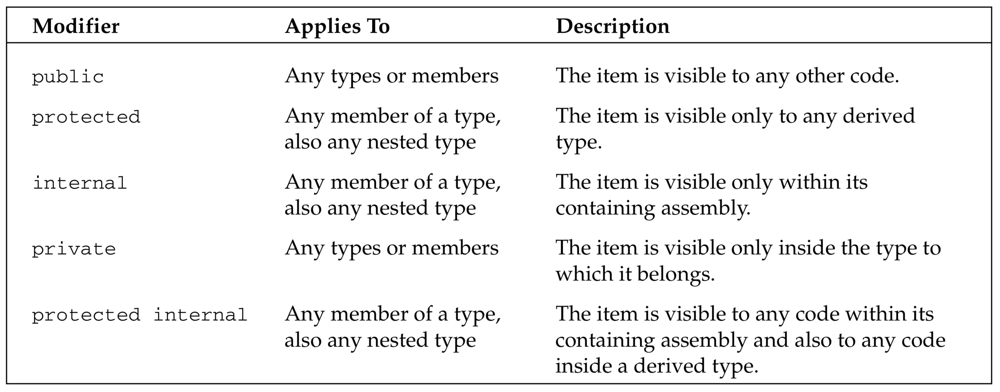 Modifier Applies To Description
public Any types or members The item is visible to any other code.
protected Any member of a type, The item is visible only to any derived
also any nested type type.
internal Any member of a type, The item is visible only within its
also any nested type containing assembly.
private Any types or members The item is visible only inside the type to
which it belongs.
protected internal Any member of a type, The item is visible to any code within its
also any nested type containing assembly and also to any code
inside a derived type.